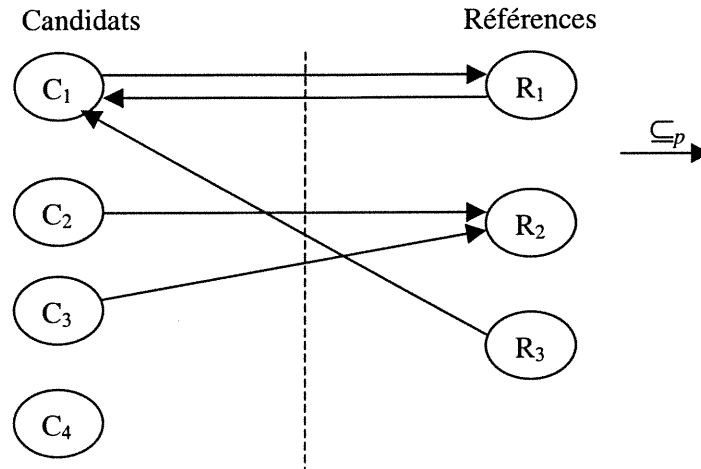 Candidats Références
C1 R1
⊆p
C2 R2
C3
R3
C4